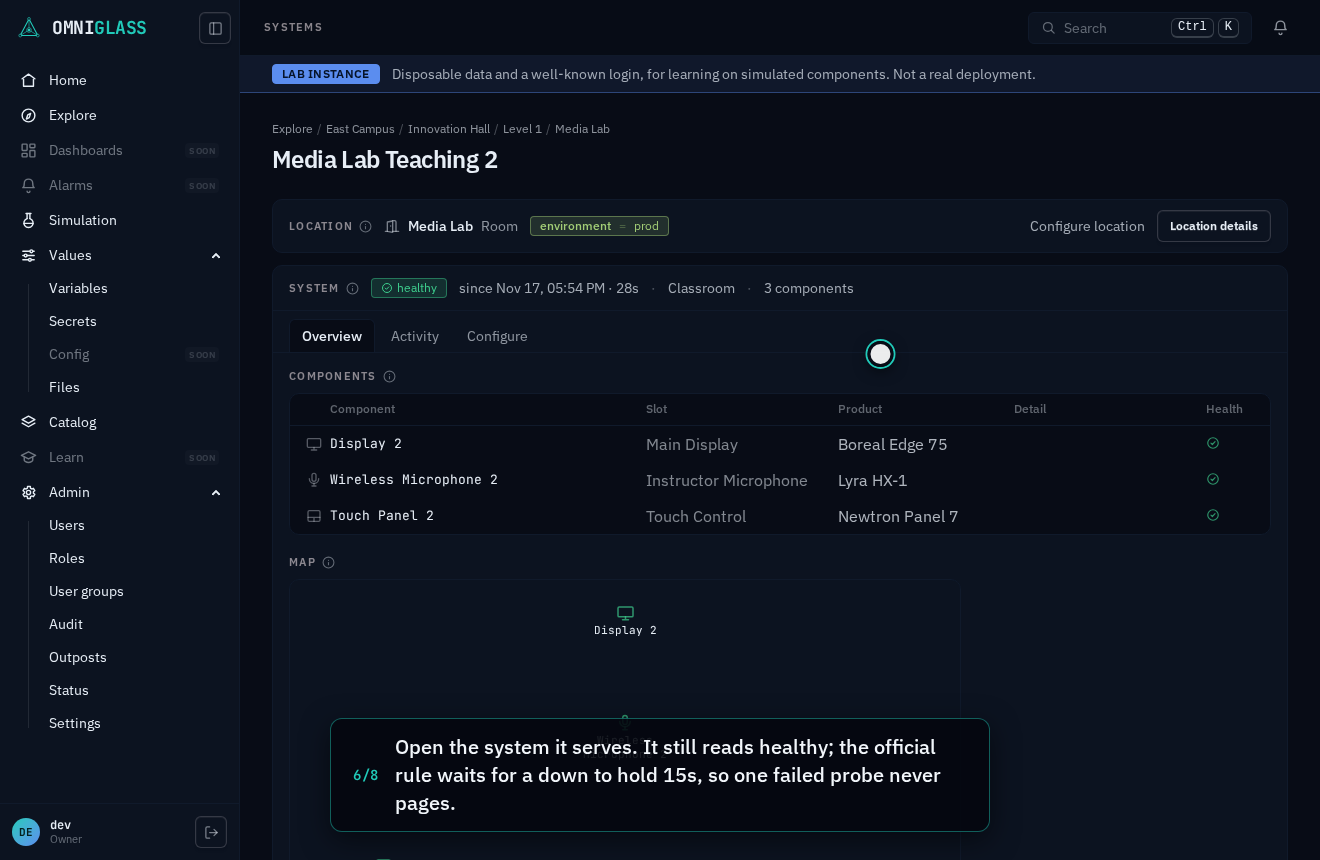 OMNIGLASS
SYSTEMS
Search
Ctrl K
LAB INSTANCE Disposable data and a well-known login, for learning on simulated components. Not a real deployment.
Home
Explore
Dashboards SOON
Alarms SOON
Simulation
Values
Variables
Secrets
Config SOON
Files
Catalog
Learn SOON
Admin
Users
Roles
User groups
Audit
Outposts
Status
Settings
DE dev
Owner
Explore / East Campus / Innovation Hall / Level 1 / Media Lab
Media Lab Teaching 2
LOCATION Media Lab Room environment = prod Configure location Location details
SYSTEM healthy since Nov 17, 05:54 PM · 28s · Classroom · 3 components
Overview Activity Configure
COMPONENTS
Component Slot Product Detail Health
Display 2 Main Display Boreal Edge 75
Wireless Microphone 2 Instructor Microphone Lyra HX-1
Touch Panel 2 Touch Control Newtron Panel 7
MAP
Display 2
6/8
Open the system it serves. It still reads healthy; the official
rule waits for a down to hold 15s, so one failed probe never
pages.